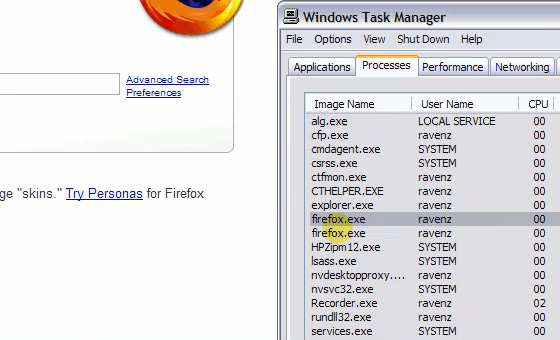 Advanced Search
Preferences
ge "skins." Try Personas for Firefox
Windows Task Manager
File Options View Shut Down Help
Applications Processes Performance Networking
Image Name User Name CPU
alg.exe LOCAL SERVICE 00
cfp.exe ravenz 00
cmdagent.exe SYSTEM 00
csrss.exe SYSTEM 00
ctfmon.exe ravenz 00
CTHELPER.EXE ravenz 00
explorer.exe ravenz 00
firefox.exe ravenz 00
firefox.exe ravenz 00
HPZipm12.exe SYSTEM 00
lsass.exe SYSTEM 00
nvdesktopproxy.... ravenz 00
nvsvc32.exe SYSTEM 00
Recorder.exe ravenz 02
rundll32.exe ravenz 00
services.exe SYSTEM 00